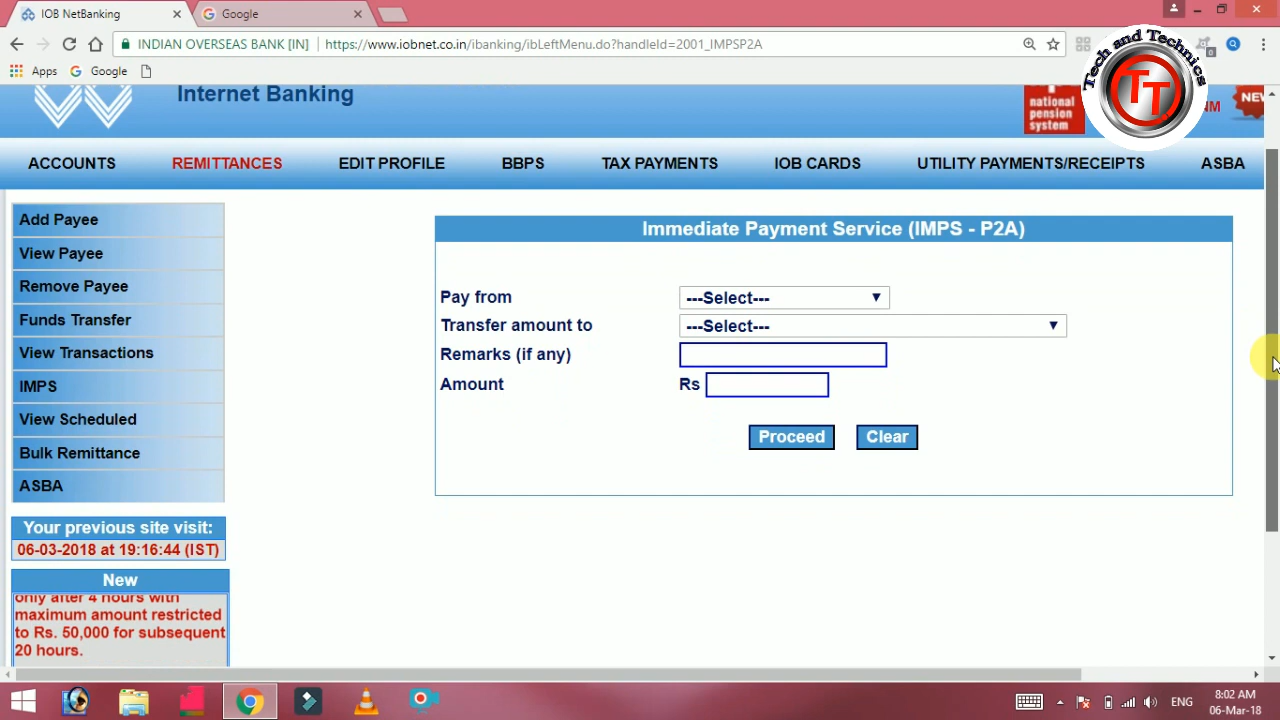 IOB NetBanking
Google
INDIAN OVERSEAS BANK [IN]
https://www.iobnet.co.in/ibanking/ibLeftMenu.do?handleId=2001_IMPSP2A
Apps
Google
Tech and Technics
TT
Internet Banking
national
pension
system
NM
NEW
ACCOUNTS
REMITTANCES
EDIT PROFILE
BBPS
TAX PAYMENTS
IOB CARDS
UTILITY PAYMENTS/RECEIPTS
ASBA
Add Payee
View Payee
Remove Payee
Funds Transfer
View Transactions
IMPS
View Scheduled
Bulk Remittance
ASBA
Immediate Payment Service (IMPS - P2A)
Pay from
---Select---
Transfer amount to
---Select---
Remarks (if any)
Amount
Rs
Proceed
Clear
Your previous site visit:
06-03-2018 at 19:16:44 (IST)
New
only after 4 hours with
maximum amount restricted
to Rs. 50,000 for subsequent
20 hours.
ENG
8:02 AM
06-Mar-18